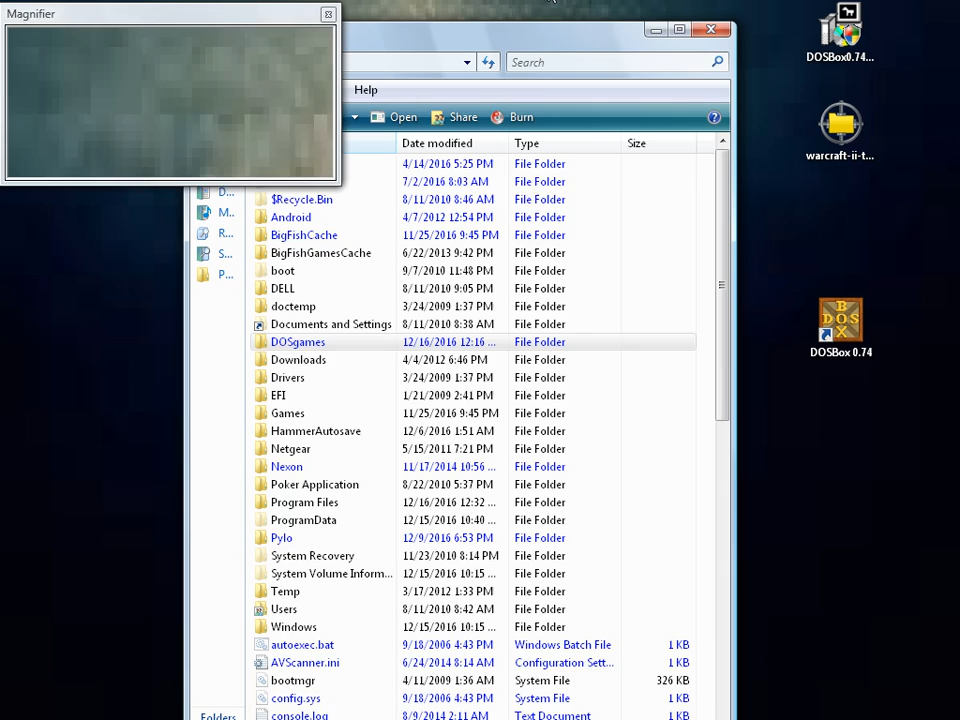 Magnifier
Search
Help
Open Share Burn
Date modified Type Size
4/14/2016 5:25 PM File Folder
7/2/2016 8:03 AM File Folder
$Recycle.Bin 8/11/2010 8:46 AM File Folder
Android 4/7/2012 12:54 PM File Folder
BigFishCache 11/25/2016 9:45 PM File Folder
BigFishGamesCache 6/22/2013 9:42 PM File Folder
boot 9/7/2010 11:48 PM File Folder
DELL 8/11/2010 9:05 PM File Folder
doctemp 3/24/2009 1:37 PM File Folder
Documents and Settings 8/11/2010 8:38 AM File Folder
DOSgames 12/16/2016 12:16 ... File Folder
Downloads 4/4/2012 6:46 PM File Folder
Drivers 3/24/2009 1:37 PM File Folder
EFI 1/21/2009 2:41 PM File Folder
Games 11/25/2016 9:45 PM File Folder
HammerAutosave 12/6/2016 1:51 AM File Folder
Netgear 5/15/2011 7:21 PM File Folder
Nexon 11/17/2014 10:56 ... File Folder
Poker Application 8/22/2010 5:37 PM File Folder
Program Files 12/16/2016 12:32 ... File Folder
ProgramData 12/15/2016 10:40 ... File Folder
Pylo 12/9/2016 6:53 PM File Folder
System Recovery 11/23/2010 8:14 PM File Folder
System Volume Inform... 12/15/2016 10:15 ... File Folder
Temp 3/17/2012 1:33 PM File Folder
Users 8/11/2010 8:42 AM File Folder
Windows 12/15/2016 10:15 ... File Folder
autoexec.bat 9/18/2006 4:43 PM Windows Batch File 1 KB
AVScanner.ini 6/24/2014 8:14 AM Configuration Sett... 1 KB
bootmgr 4/11/2009 1:36 AM System File 326 KB
config.sys 9/18/2006 4:43 PM System File 1 KB
console.log 8/9/2014 2:11 AM Text Document 1 KB
D...
M..
R...
S...
P...
Folders
DOSBox0.74...
warcraft-ii-t...
DOS
BOX
DOSBox 0.74